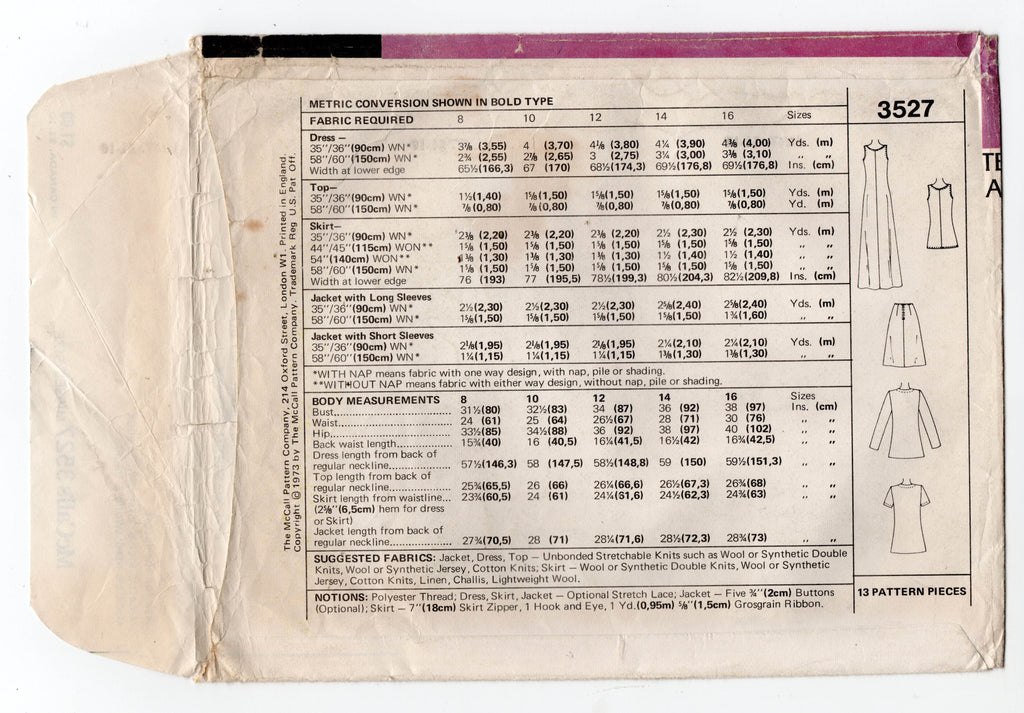 METRIC CONVERSION SHOWN IN BOLD TYPE
FABRIC REQUIRED 8 10 12 14 16 Sizes
Dress —
35"/36"(90cm) WN* 3⅞ (3,55) 4 (3,70) 4⅛ (3,80) 4¼ (3,90) 4⅜ (4,00) Yds. (m)
58"/60"(150cm) WN* 2¾ (2,55) 2⅞ (2,65) 3 (2,75) 3¼ (3,00) 3⅜ (3,10) " "
Width at lower edge 65½(166,3) 67 (170) 68½(174,3) 69½(176,8) 69½(176,8) Ins. (cm)
Top—
35"/36"(90cm) WN* 1½(1,40) 1⅝(1,50) 1⅝(1,50) 1⅝(1,50) 1⅝(1,50) Yds. (m)
58"/60"(150cm) WN* ⅞(0,80) ⅞(0,80) ⅞(0,80) ⅞(0,80) ⅞(0,80) Yd. (m)
Skirt—
35"/36"(90cm) WN* 2⅜ (2,20) 2⅜ (2,20) 2⅜ (2,20) 2½ (2,30) 2½ (2,30) Yds. (m)
44"/45"(115cm) WON** 1⅝ (1,50) 1⅝ (1,50) 1⅝ (1,50) 1⅝ (1,50) 1⅝ (1,50) " "
54"(140cm) WON** 1⅜ (1,30) 1⅜ (1,30) 1⅜ (1,30) 1½ (1,40) 1½ (1,40) " "
58"/60"(150cm) WN* 1⅝ (1,50) 1⅝ (1,50) 1⅝ (1,50) 1⅝ (1,50) 1⅝ (1,50) " "
Width at lower edge 76 (193) 77 (195,5) 78½(199,3) 80½(204,3) 82½(209,8) Ins. (cm)
Jacket with Long Sleeves
35"/36"(90cm) WN* 2½(2,30) 2½(2,30) 2½(2,30) 2⅝(2,40) 2⅝(2,40) Yds. (m)
58"/60"(150cm) WN* 1⅝(1,50) 1⅝(1,50) 1⅝(1,50) 1⅝(1,50) 1¾(1,60) " "
Jacket with Short Sleeves
35"/36"(90cm) WN* 2⅛(1,95) 2⅛(1,95) 2⅛(1,95) 2¼(2,10) 2¼(2,10) Yds. (m)
58"/60"(150cm) WN* 1¼(1,15) 1¼(1,15) 1¼(1,15) 1⅜(1,30) 1⅜(1,30) " "
*WITH NAP means fabric with one way design, with nap, pile or shading.
**WITHOUT NAP means fabric with either way design, without nap, pile or shading.
BODY MEASUREMENTS 8 10 12 14 16 Sizes
Bust 31½(80) 32½(83) 34 (87) 36 (92) 38 (97) Ins. (cm)
Waist 24 (61) 25 (64) 26½(67) 28 (71) 30 (76) " "
Hip 33½(85) 34½(88) 36 (92) 38 (97) 40 (102) " "
Back waist length 15¾(40) 16 (40,5) 16¼(41,5) 16½(42) 16¾(42,5) " "
Dress length from back of
regular neckline 57½(146,3) 58 (147,5) 58½(148,8) 59 (150) 59½(151,3) " "
Top length from back of
regular neckline 25¾(65,5) 26 (66) 26¼(66,6) 26½(67,3) 26¾(68) " "
Skirt length from waistline... 23¾(60,5) 24 (61) 24¼(61,6) 24½(62,3) 24¾(63) " "
(2⅝"(6,5cm) hem for dress
or Skirt)
Jacket length from back of
regular neckline 27¾(70,5) 28 (71) 28¼(71,6) 28½(72,3) 28¾(73) " "
SUGGESTED FABRICS: Jacket, Dress, Top — Unbonded Stretchable Knits such as Wool or Synthetic Double
Knits, Wool or Synthetic Jersey, Cotton Knits; Skirt — Wool or Synthetic Double Knits, Wool or Synthetic
Jersey, Cotton Knits, Linen, Challis, Lightweight Wool.
NOTIONS: Polyester Thread; Dress, Skirt, Jacket — Optional Stretch Lace; Jacket — Five ¾"(2cm) Buttons
(Optional); Skirt — 7"(18cm) Skirt Zipper, 1 Hook and Eye, 1 Yd.(0,95m) ⅝"(1,5cm) Grosgrain Ribbon.
The McCall Pattern Company, 214 Oxford Street, London W1. Printed in England.
Copyright © 1973 by The McCall Pattern Company. Trademark Reg U.S. Pat Off.
3527
13 PATTERN PIECES
TE
A